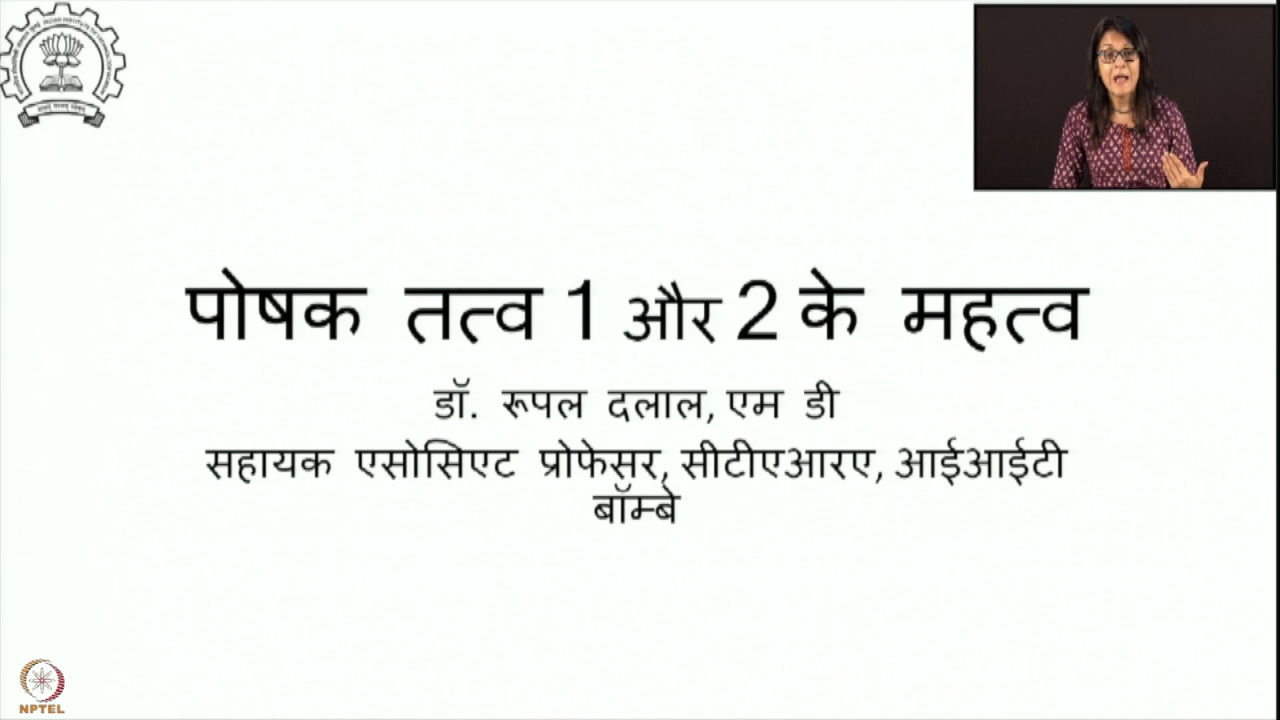 पोषक तत्व 1 और 2 के महत्व
डॉ. रूपल दलाल, एम डी
सहायक एसोसिएट प्रोफेसर, सीटीएआरए, आईआईटी
बॉम्बे
NPTEL